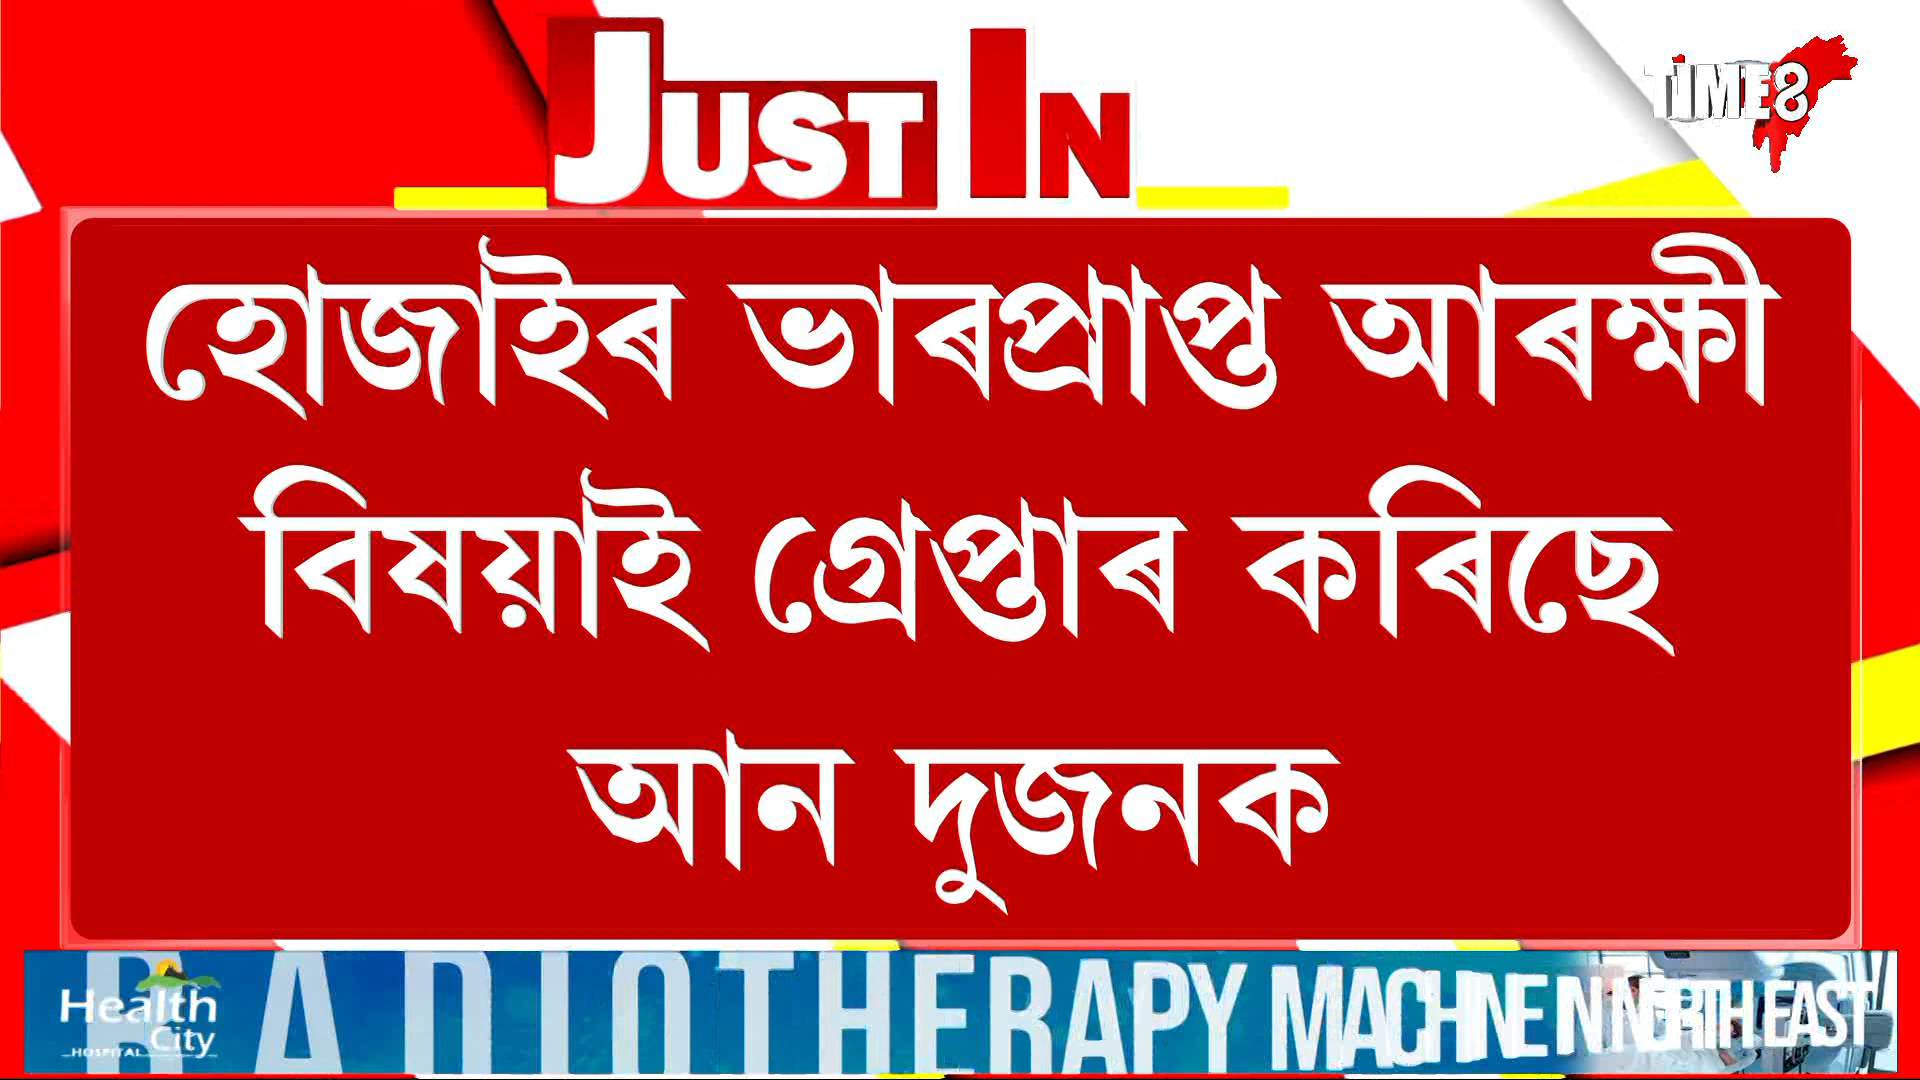 JUST IN
TIME8
হোজাইৰ ভাৰপ্ৰাপ্ত আৰক্ষী
বিষয়াই গ্ৰেপ্তাৰ কৰিছে
আন দুজনক
Health City HOSPITAL
RADIOTHERAPY MACHINE IN NORTH EAST